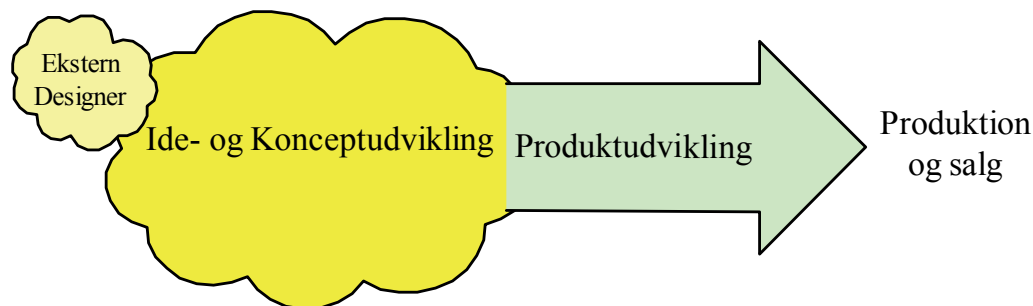 Ekstern
Designer
Ide- og Konceptudvikling
Produktudvikling
Produktion
og salg